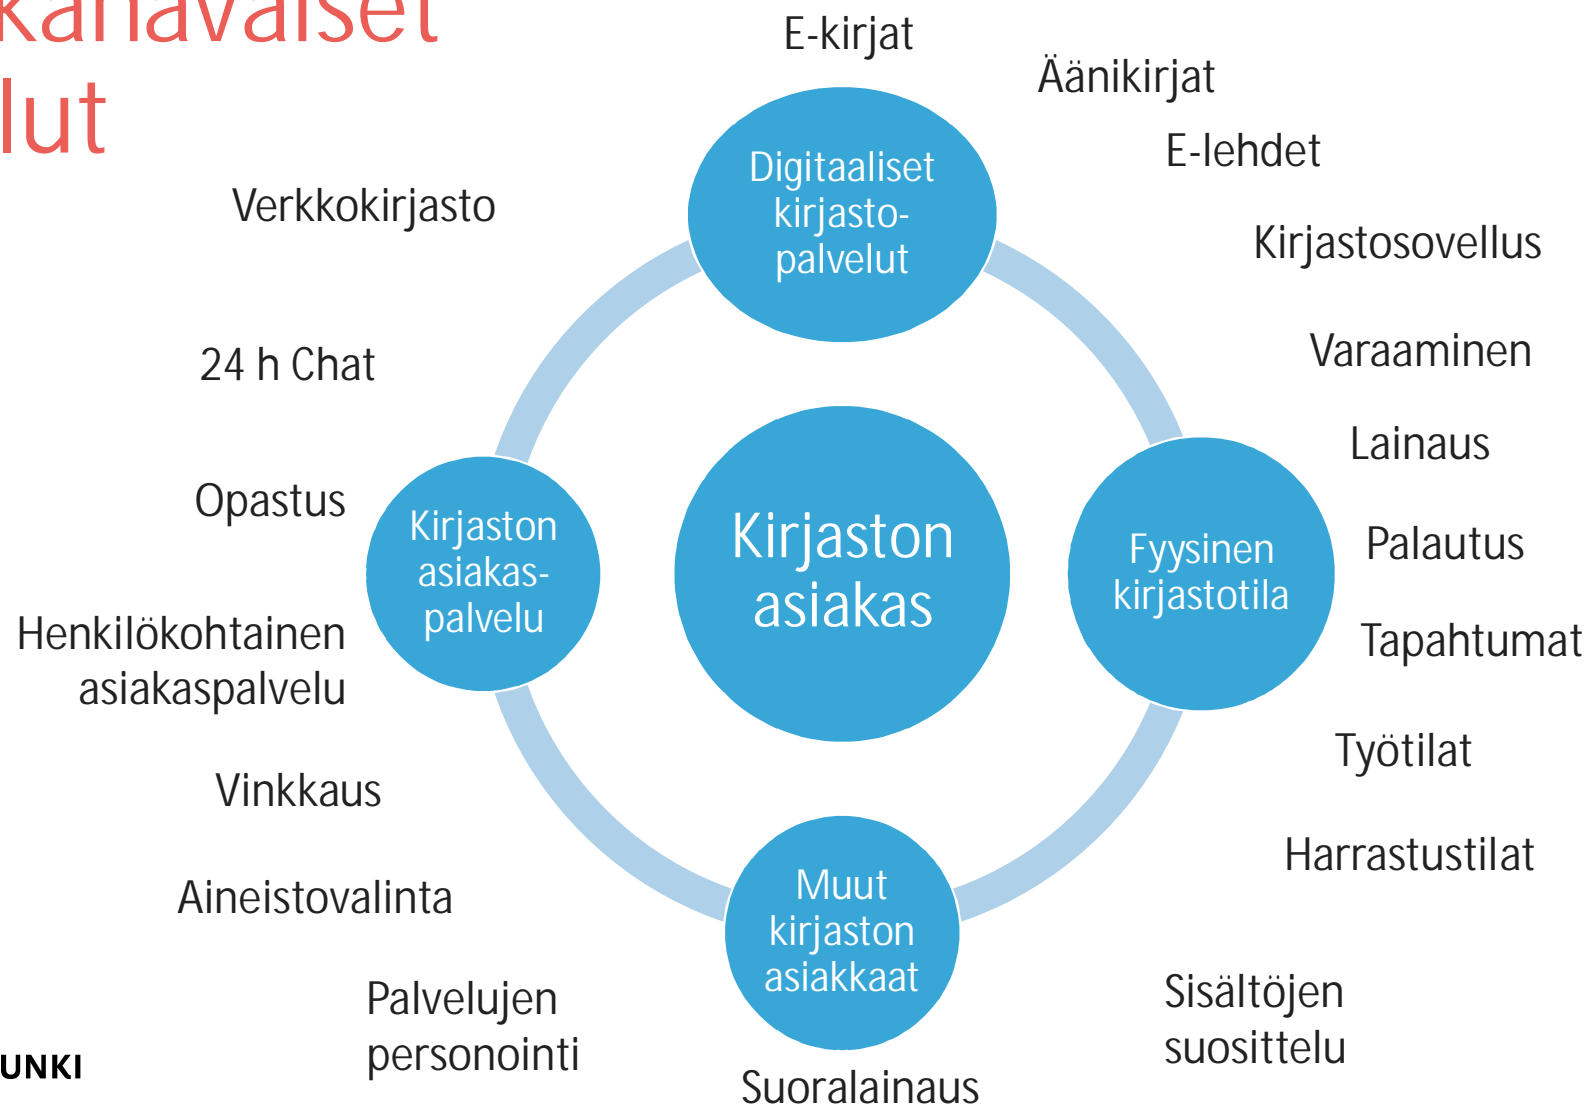 kanavaiset
lut
E-kirjat
Äänikirjat
E-lehdet
Kirjastosovellus
Varaaminen
Lainaus
Palautus
Tapahtumat
Työtilat
Harrastustilat
Sisältöjen
suosittelu
Suoralainaus
Palvelujen
personointi
Aineistovalinta
Vinkkaus
Henkilökohtainen
asiakaspalvelu
Opastus
24 h Chat
Verkkokirjasto
Digitaaliset
kirjasto-
palvelut
Fyysinen
kirjastotila
Muut
kirjaston
asiakkaat
Kirjaston
asiakas-
palvelu
Kirjaston
asiakas
UNKI